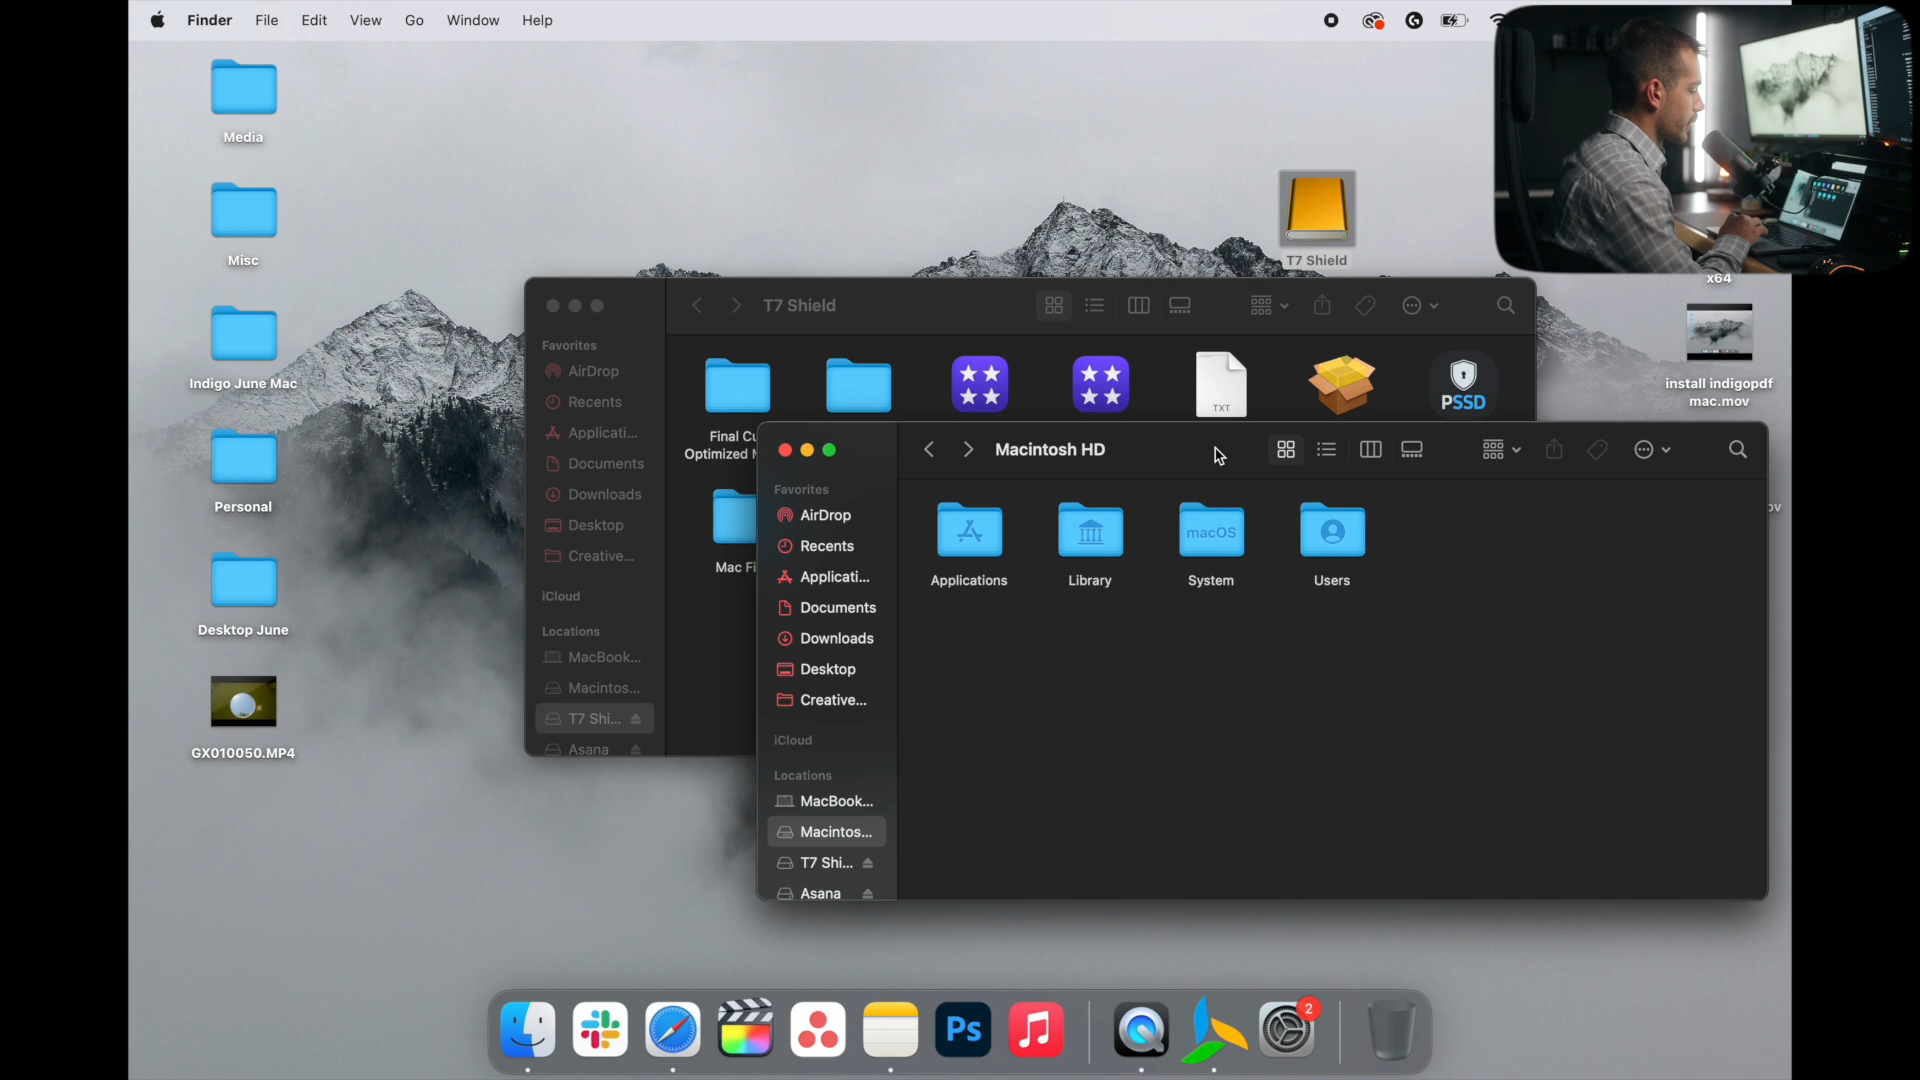 Finder File Edit View Go Window Help
Media
Misc
Indigo June Mac
Personal
Desktop June
GX010050.MP4
T7 Shield
x64
install indigopdf
mac.mov
T7 Shield
Favorites
AirDrop
Recents
Applicati...
Documents
Downloads
Desktop
Creative...
iCloud
Locations
MacBook...
Macintos...
T7 Shi...
Asana
TXT
PSSD
Final Cu
Optimized
Mac Fi
Macintosh HD
Favorites
AirDrop
Recents
Applicati...
Documents
Downloads
Desktop
Creative...
iCloud
Locations
MacBook...
Macintos...
T7 Shi...
Asana
macOS
Applications
Library
System
Users
ov
Ps
2